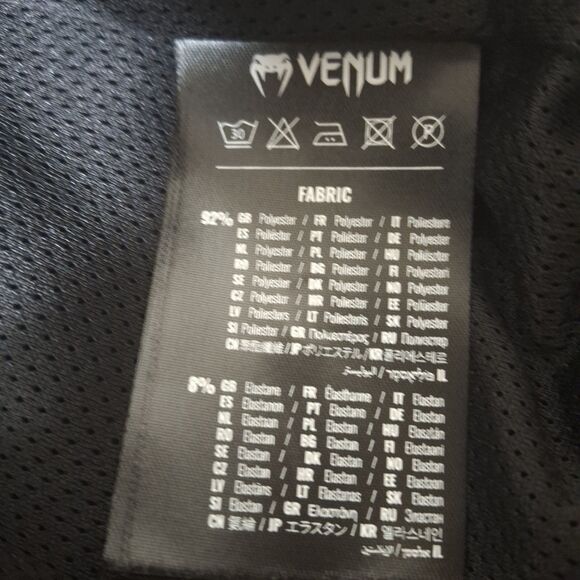 VENUM
30 P
FABRIC
92% GB Polyester / FR Polyester / IT Poliestere
ES Poliéster / PT Poliéster / DE Polyester
NL Polyester / PL Poliester / HU Poliészter
RO Poliester / BG Poliester / FI Polyesteri
SE Polyester / DK Polyester / NO Polyester
CZ Polyester / HR Poliester / EE Polüester
LV Poliesters / LT Poliesteris / SK Polyester
SI Poliester / GR Πολυεστέρας / RU Полиэстер
CN 聚酯纖維 / JP ポリエステル / KR 폴리에스테르
IL
8% GB Elastane / FR Élasthanne / IT Elastan
ES Elastano / PT Elastano / DE Elastan
NL Elastaan / PL Elastan / HU Elasztán
RO Elastan / BG Elastan / FI Elastaani
SE Elastan / DK Elastan / NO Elastan
CZ Elastan / HR Elastan / EE Elastaan
LV Elastāns / LT Elastanas / SK Elastan
SI Elastan / GR Ελαστάνη / RU Эластан
CN 氨纶 / JP エラスタン / KR 엘라스테인
IL